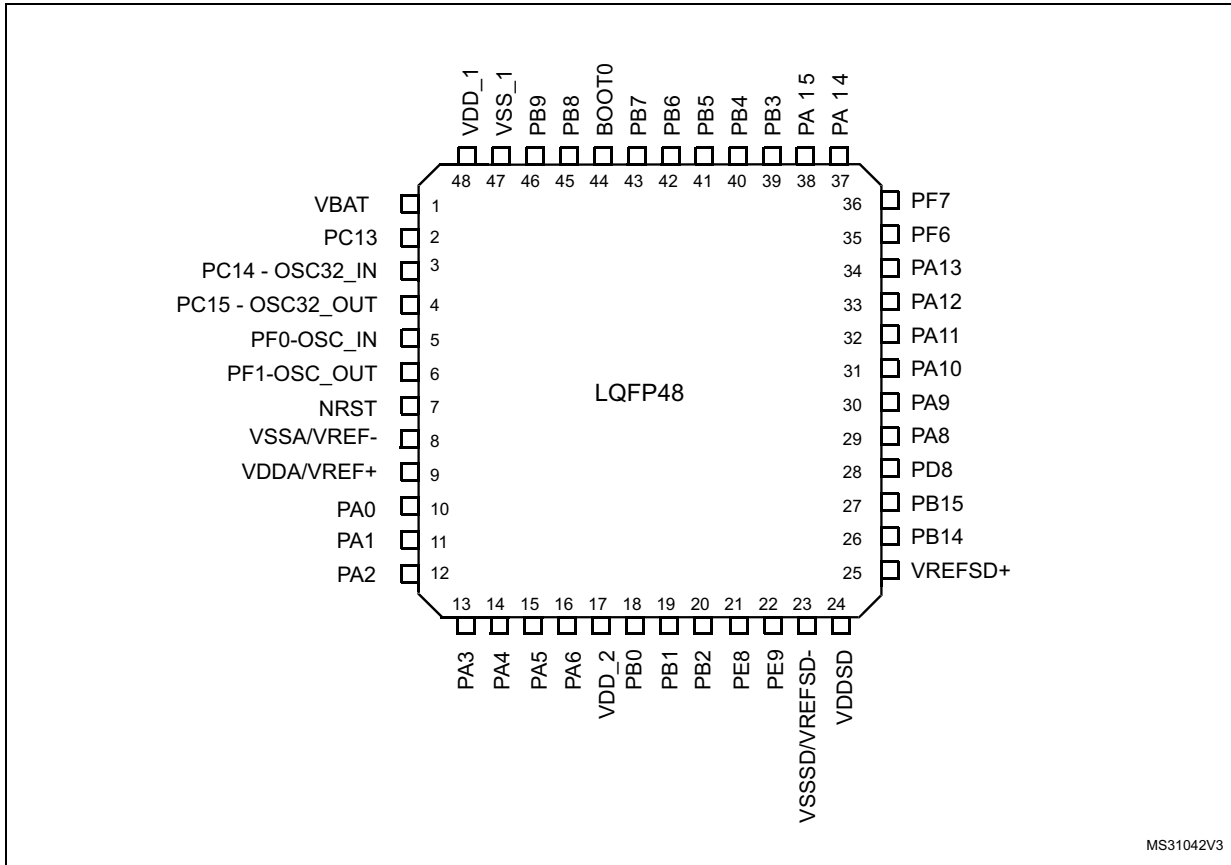 VDD_1
VSS_1
PB9
PB8
BOOT0
PB7
PB6
PB5
PB4
PB3
PA 15
PA 14
48 47 46 45 44 43 42 41 40 39 38 37
VBAT 1
PC13 2
PC14 - OSC32_IN 3
PC15 - OSC32_OUT 4
PF0-OSC_IN 5
PF1-OSC_OUT 6
NRST 7
VSSA/VREF- 8
VDDA/VREF+ 9
PA0 10
PA1 11
PA2 12
LQFP48
36 PF7
35 PF6
34 PA13
33 PA12
32 PA11
31 PA10
30 PA9
29 PA8
28 PD8
27 PB15
26 PB14
25 VREFSD+
13 14 15 16 17 18 19 20 21 22 23 24
PA3
PA4
PA5
PA6
VDD_2
PB0
PB1
PB2
PE8
PE9
VSSSD/VREFSD-
VDDSD
MS31042V3